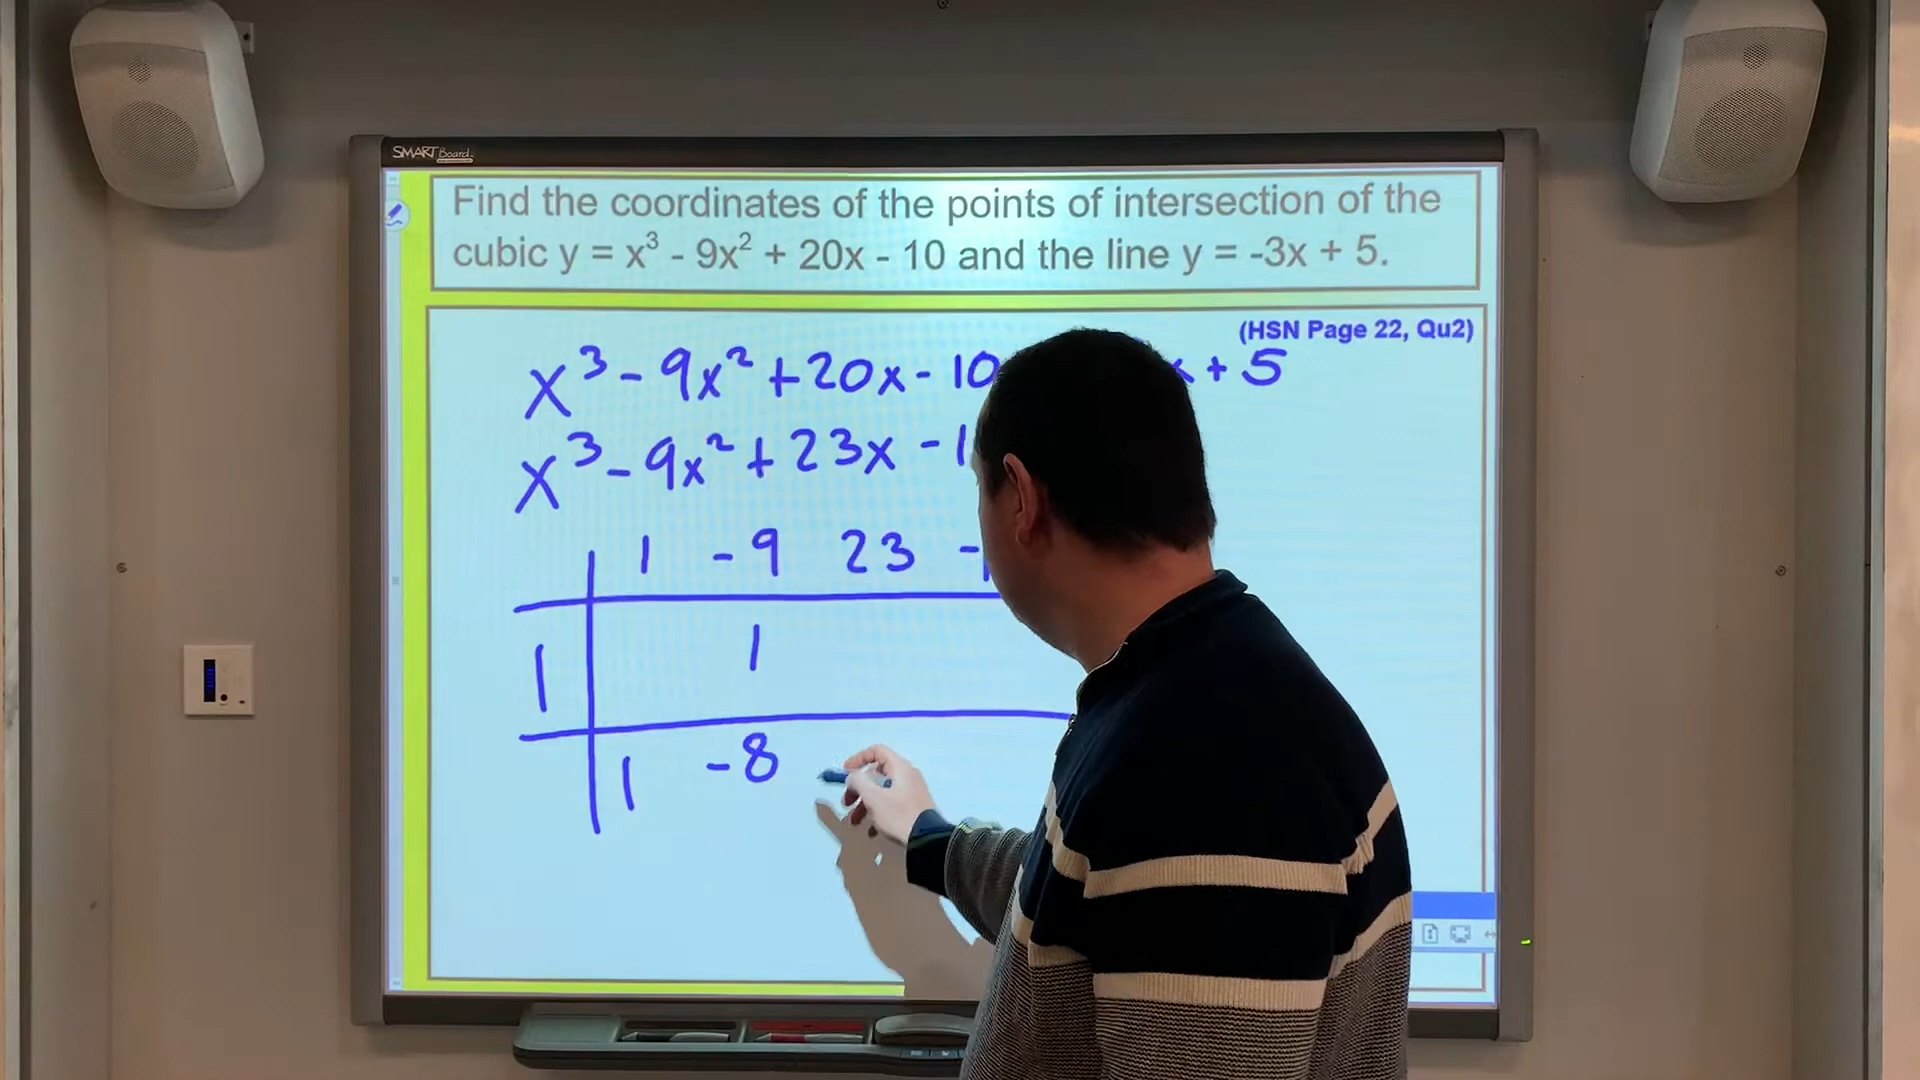 SMART Board
Find the coordinates of the points of intersection of the
cubic y = x³ - 9x² + 20x - 10 and the line y = -3x + 5.
(HSN Page 22, Qu2)
x³ - 9x² + 20x - 10 + 5
x³ - 9x² + 23x - 1
1 -9 23 -
1 1
1 -8